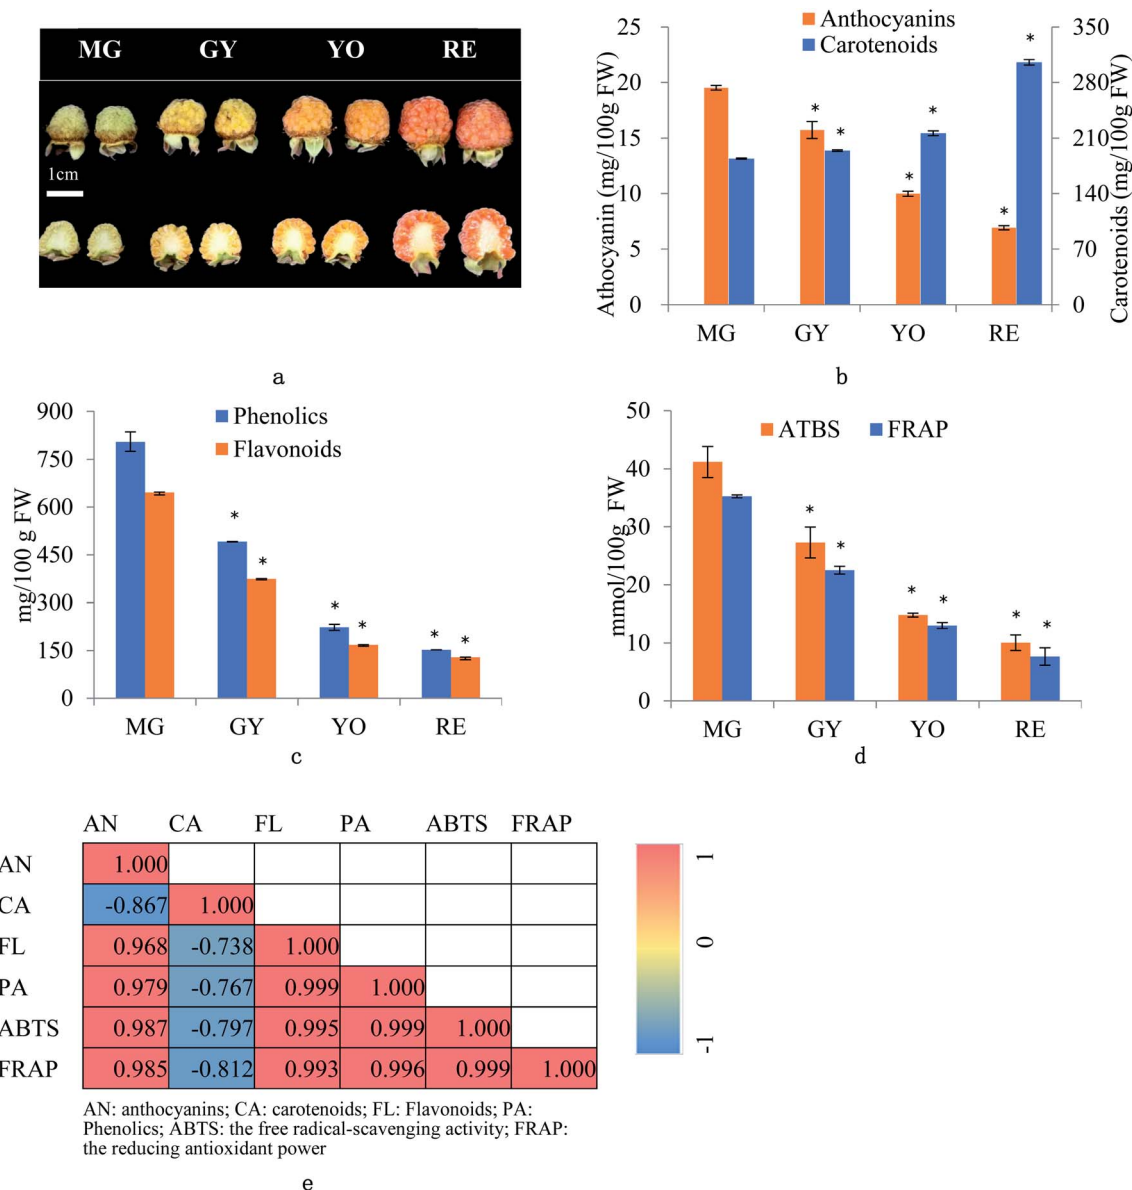 MG GY YO RE
1cm
a
Anthocyanins
Carotenoids
Athocyanin (mg/100g FW)
25
20
15
10
5
0
Carotenoids (mg/100g FW)
350
280
210
140
70
0
* * * * * *
MG GY YO RE
b
Phenolics
Flavonoids
mg/100 g FW
900
750
600
450
300
150
0
* * * * * *
MG GY YO RE
c
ATBS FRAP
mmol/100g FW
50
40
30
20
10
0
* * * * * *
MG GY YO RE
d
AN CA FL PA ABTS FRAP
AN 1.000
CA -0.867 1.000
FL 0.968 -0.738 1.000
PA 0.979 -0.767 0.999 1.000
ABTS 0.987 -0.797 0.995 0.999 1.000
FRAP 0.985 -0.812 0.993 0.996 0.999 1.000
1
0
-1
AN: anthocyanins; CA: carotenoids; FL: Flavonoids; PA:
Phenolics; ABTS: the free radical-scavenging activity; FRAP:
the reducing antioxidant power
e